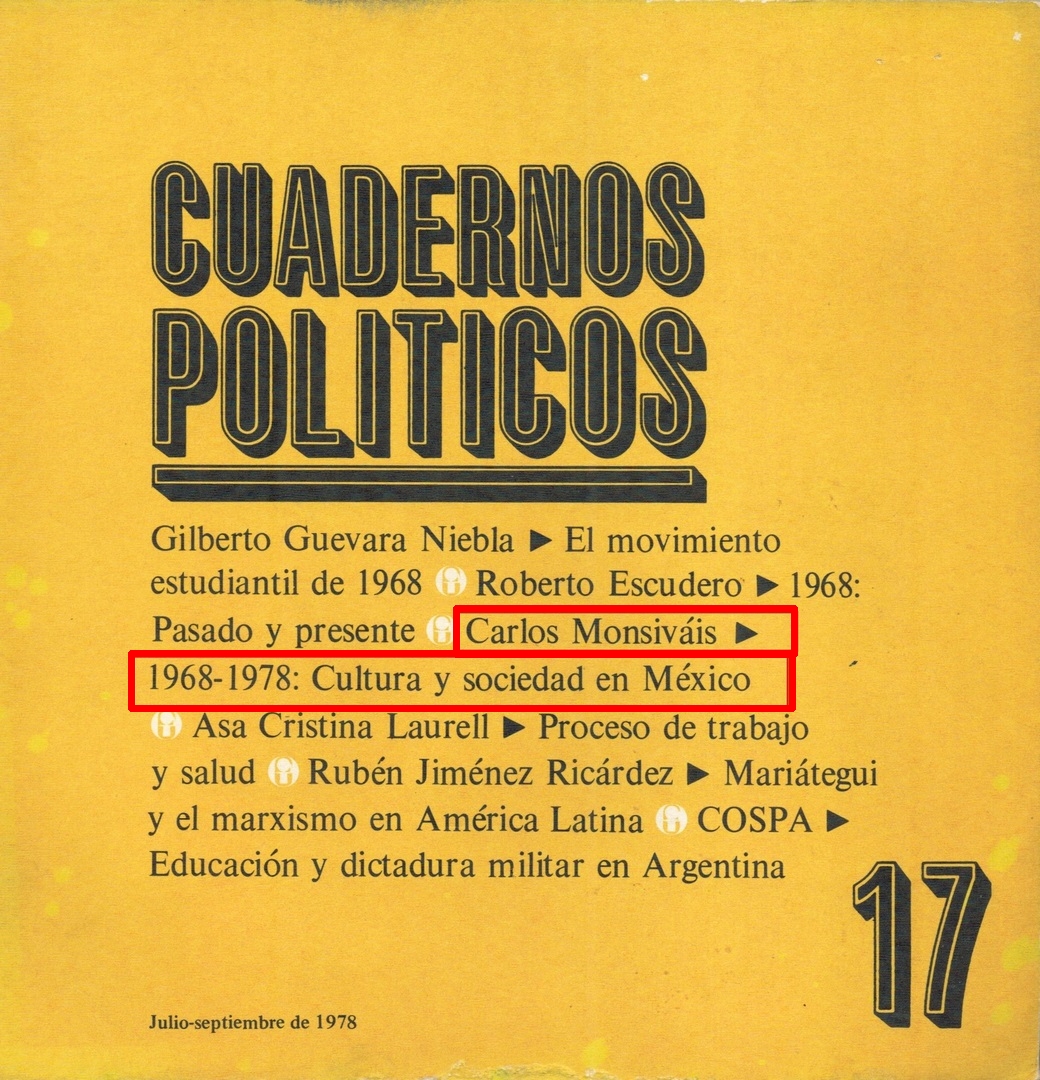 CUADERNOS
POLITICOS
Gilberto Guevara Niebla ► El movimiento
estudiantil de 1968 Roberto Escudero ► 1968:
Pasado y presente Carlos Monsiváis ►
1968-1978: Cultura y sociedad en México
Asa Cristina Laurell ► Proceso de trabajo
y salud Rubén Jiménez Ricárdez ► Mariátegui
y el marxismo en América Latina COSPA ►
Educación y dictadura militar en Argentina
17
Julio-septiembre de 1978